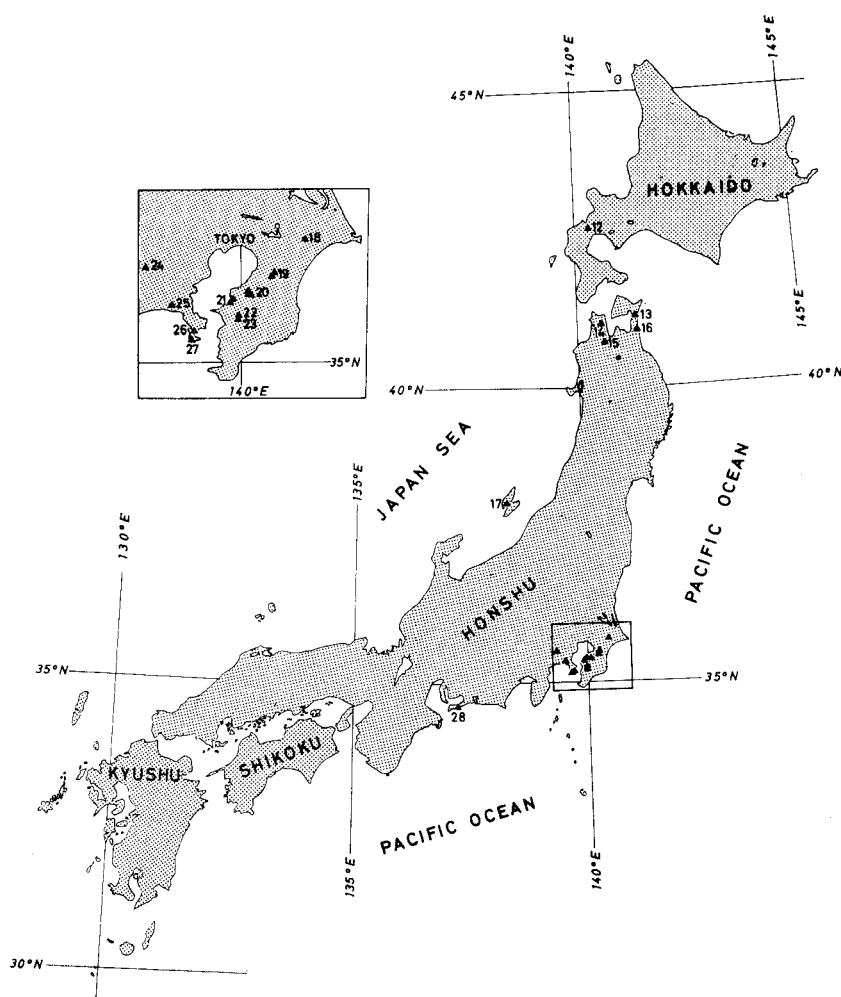 140°E
145°E
45°N
HOKKAIDO
12
TOKYO
18
24
19
20
21
25
22
23
26
27
35°N
140°E
13
16
15
145°E
40°N
40°N
JAPAN SEA
17
PACIFIC OCEAN
135°E
130°E
HONSHU
35°N
35°N
28
SHIKOKU
KYUSHU
PACIFIC OCEAN
140°E
135°E
30°N